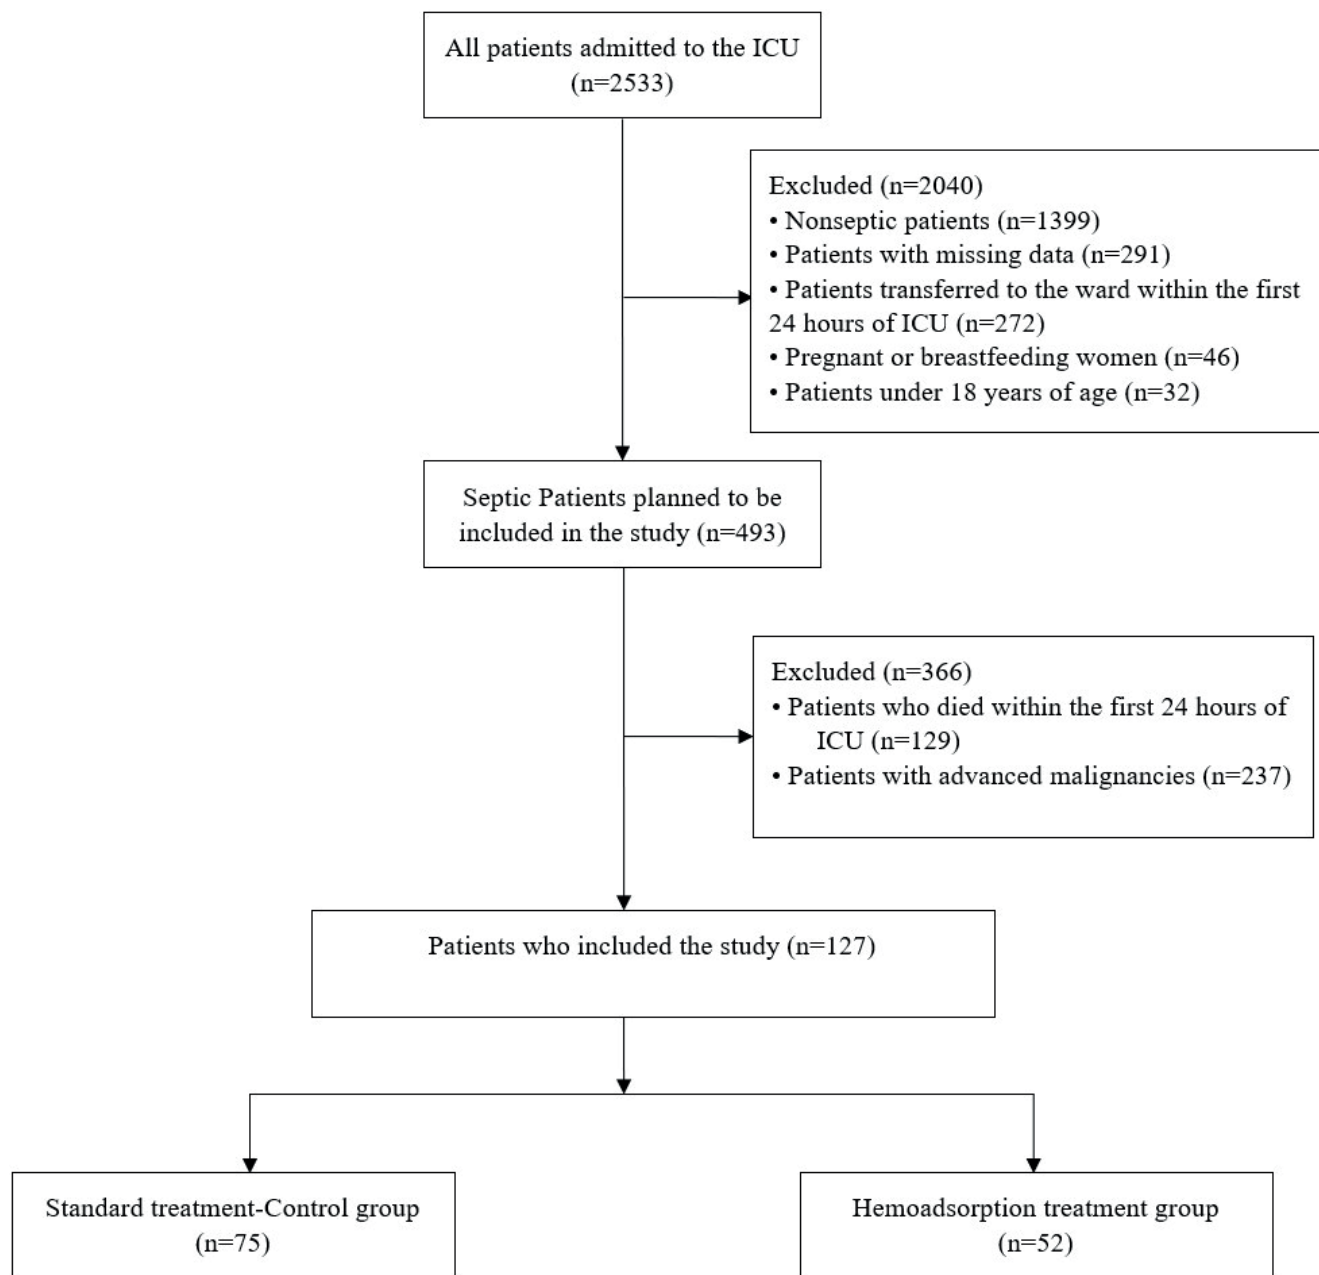 All patients admitted to the ICU
(n=2533)
Excluded (n=2040)
• Nonseptic patients (n=1399)
• Patients with missing data (n=291)
• Patients transferred to the ward within the first
24 hours of ICU (n=272)
• Pregnant or breastfeeding women (n=46)
• Patients under 18 years of age (n=32)
Septic Patients planned to be
included in the study (n=493)
Excluded (n=366)
• Patients who died within the first 24 hours of
ICU (n=129)
• Patients with advanced malignancies (n=237)
Patients who included the study (n=127)
Standard treatment-Control group
(n=75)
Hemoadsorption treatment group
(n=52)